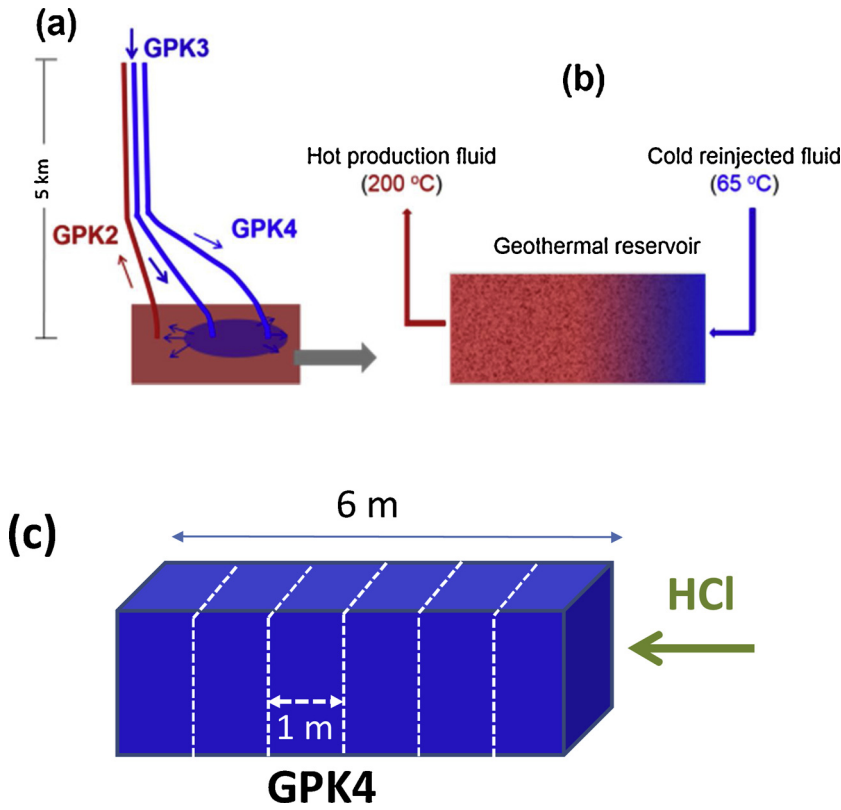 (a)
GPK3
5 km
GPK2
GPK4
(b)
Hot production fluid
(200 °C)
Cold reinjected fluid
(65 °C)
Geothermal reservoir
(c)
6 m
HCl
1 m
GPK4